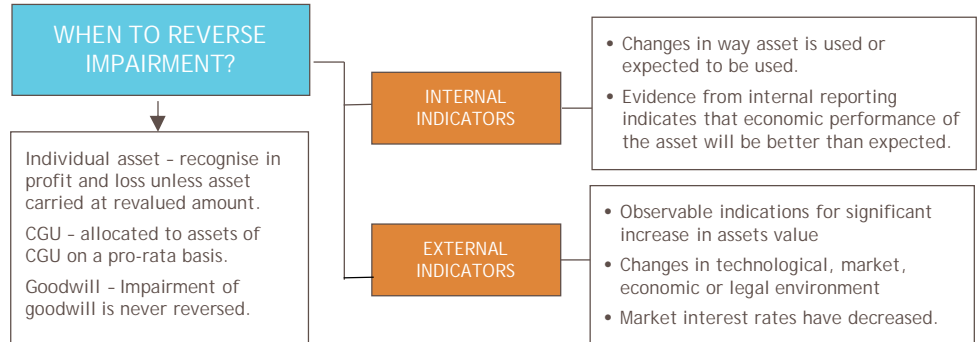 WHEN TO REVERSE
IMPAIRMENT?
Individual asset – recognise in
profit and loss unless asset
carried at revalued amount.
CGU – allocated to assets of
CGU on a pro-rata basis.
Goodwill – Impairment of
goodwill is never reversed.
INTERNAL
INDICATORS
• Changes in way asset is used or
expected to be used.
• Evidence from internal reporting
indicates that economic performance of
the asset will be better than expected.
EXTERNAL
INDICATORS
• Observable indications for significant
increase in assets value
• Changes in technological, market,
economic or legal environment
• Market interest rates have decreased.